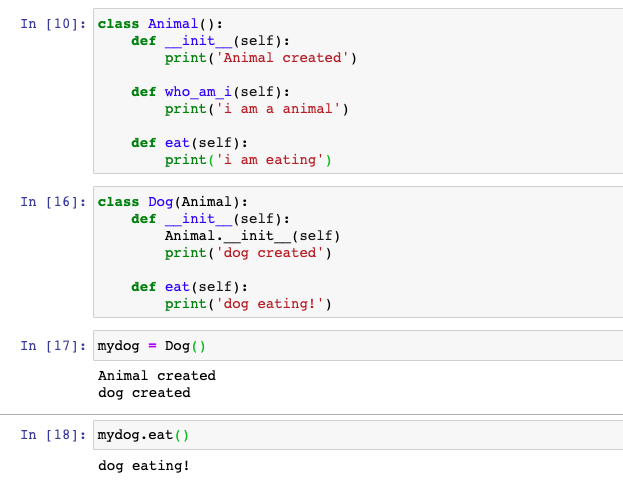 In [10]: class Animal():
    def __init__(self):
        print('Animal created')

    def who_am_i(self):
        print('i am a animal')

    def eat(self):
        print('i am eating')
In [16]: class Dog(Animal):
    def __init__(self):
        Animal.__init__(self)
        print('dog created')

    def eat(self):
        print('dog eating!')
In [17]: mydog = Dog()
Animal created
dog created
In [18]: mydog.eat()
dog eating!